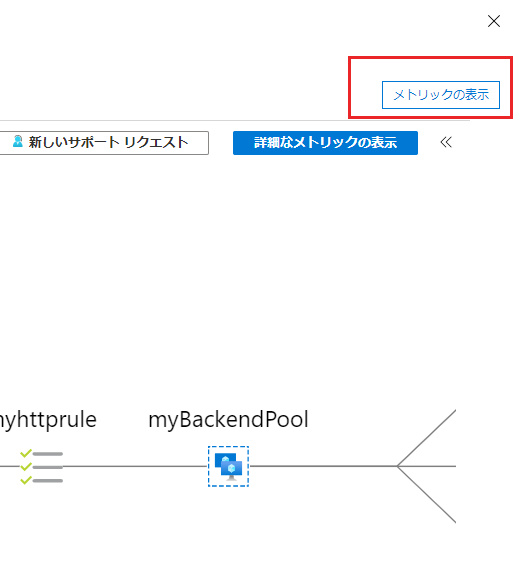 メトリックの表示
新しいサポート リクエスト
詳細なメトリックの表示
yhttprule
myBackendPool